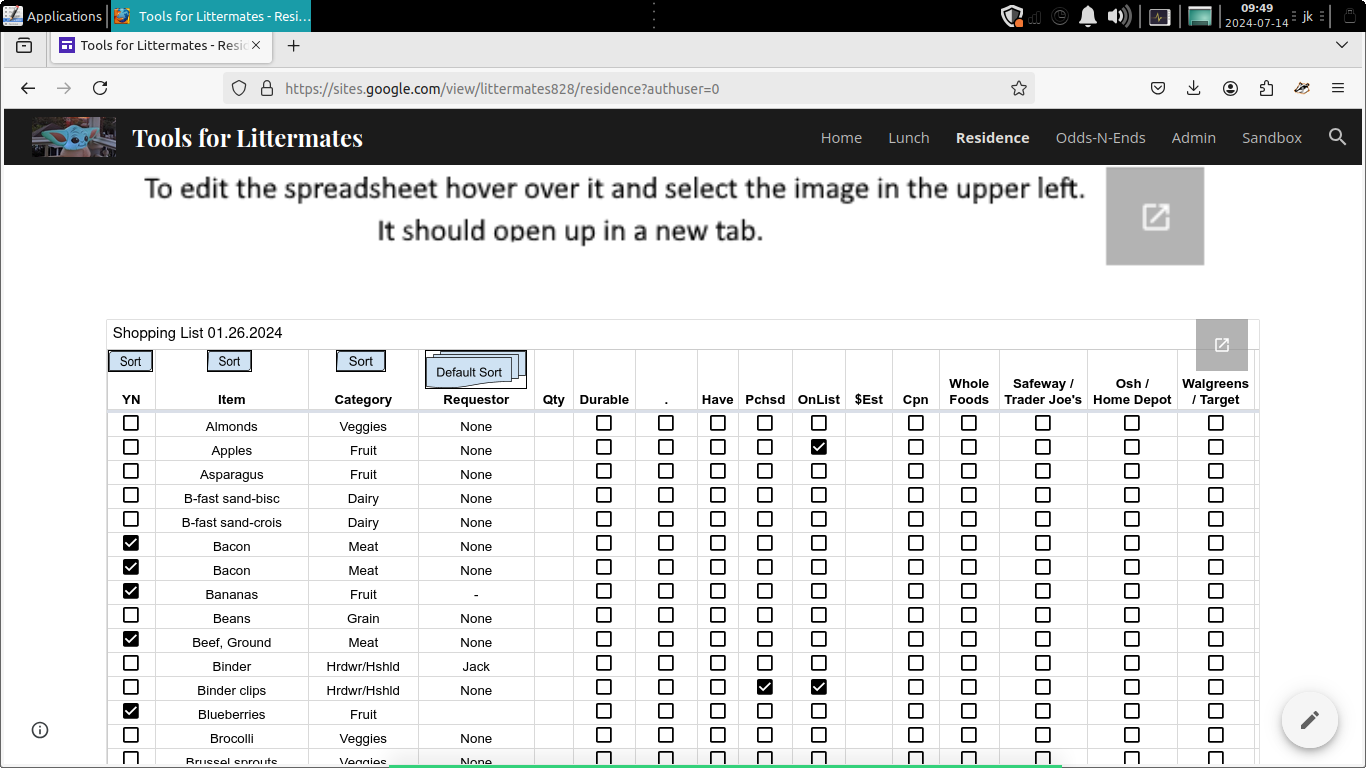 Applications
Tools for Littermates - Resi...
09:49
2024-07-14
jk
Tools for Littermates - Resid
https://sites.google.com/view/littermates828/residence?authuser=0
Tools for Littermates
Home Lunch Residence Odds-N-Ends Admin Sandbox
To edit the spreadsheet hover over it and select the image in the upper left.
It should open up in a new tab.
Shopping List 01.26.2024
Sort Sort Sort Default Sort
YN Item Category Requestor Qty Durable . Have Pchsd OnList $Est Cpn Whole Foods Safeway / Trader Joe's Osh / Home Depot Walgreens / Target
Almonds Veggies None
Apples Fruit None
Asparagus Fruit None
B-fast sand-bisc Dairy None
B-fast sand-crois Dairy None
Bacon Meat None
Bacon Meat None
Bananas Fruit -
Beans Grain None
Beef, Ground Meat None
Binder Hrdwr/Hshld Jack
Binder clips Hrdwr/Hshld None
Blueberries Fruit
Brocolli Veggies None
Brussel sprouts Veggies None